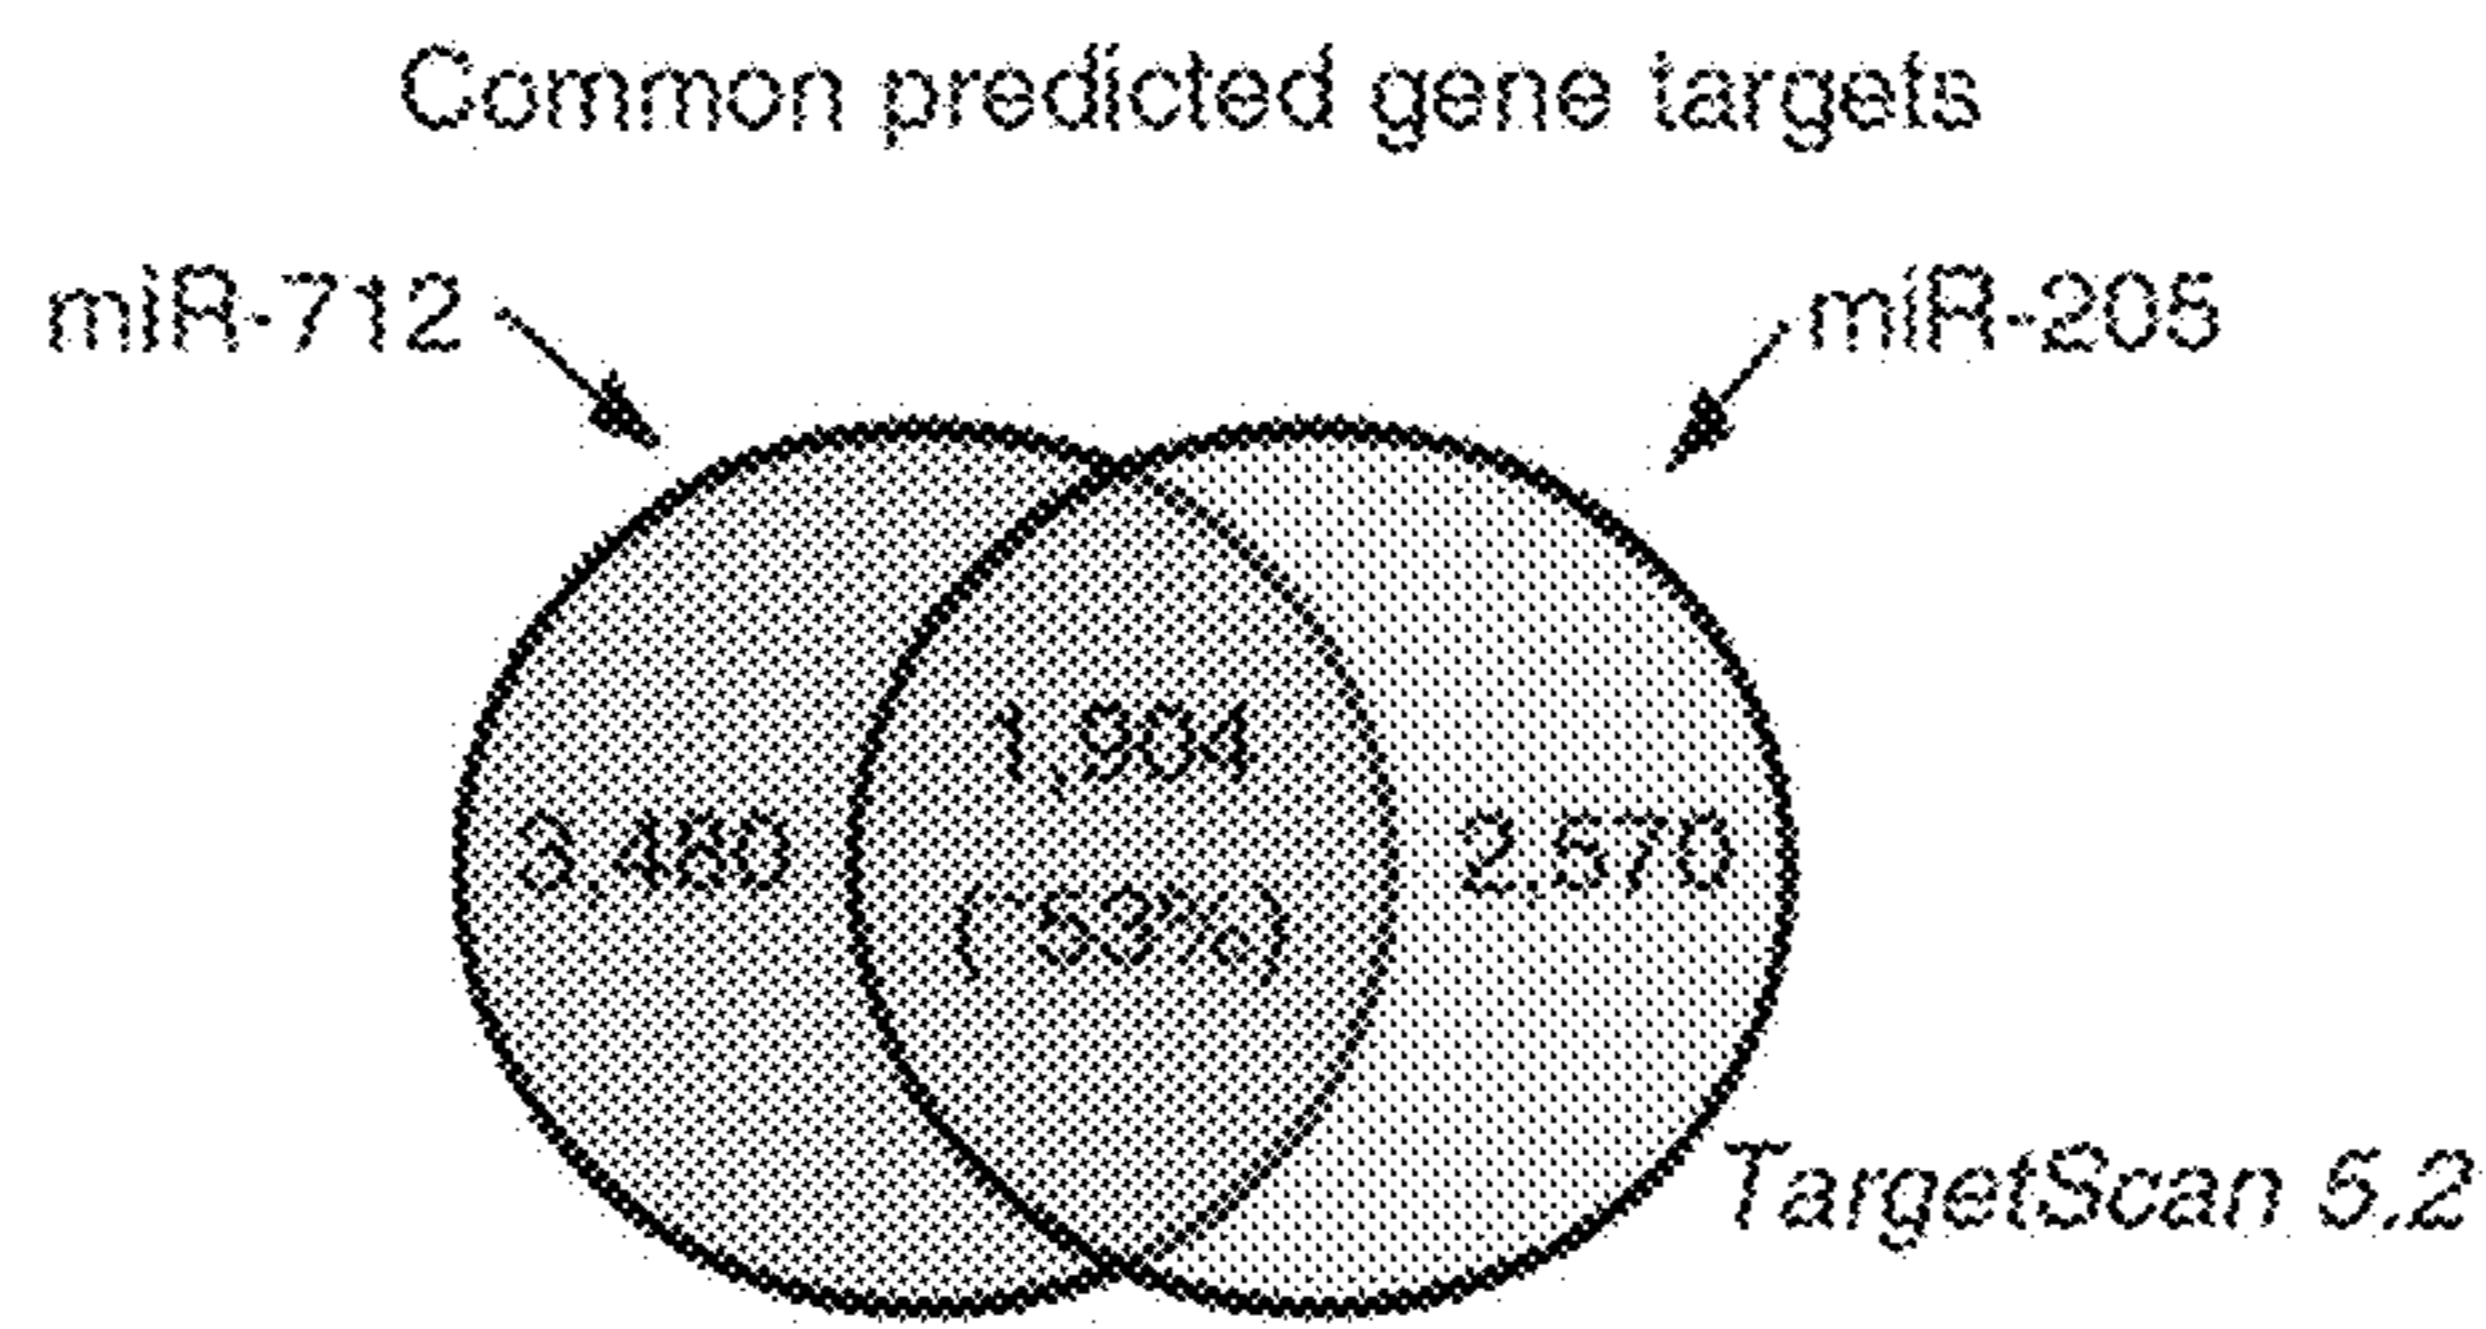 Common predicted gene targets
miR-712
miR-205
1,904
3,480
2,570
(~53%)
TargetScan 5.2